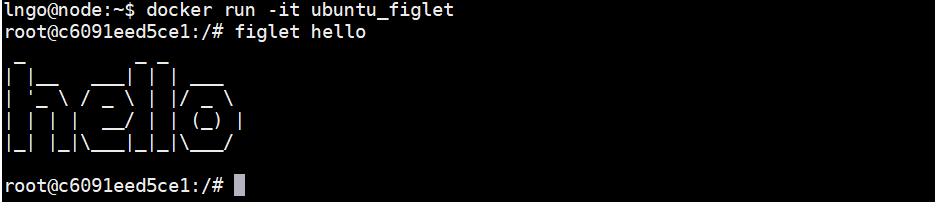 lngo@node:~$ docker run -it ubuntu_figlet
root@c6091eed5ce1:/# figlet hello
 _          _ _
| |__   ___| | | ___
| '_ \ / _ \ | |/ _ \
| | | |  __/ | | (_) |
|_| |_|\___|_|_|\___/
root@c6091eed5ce1:/#